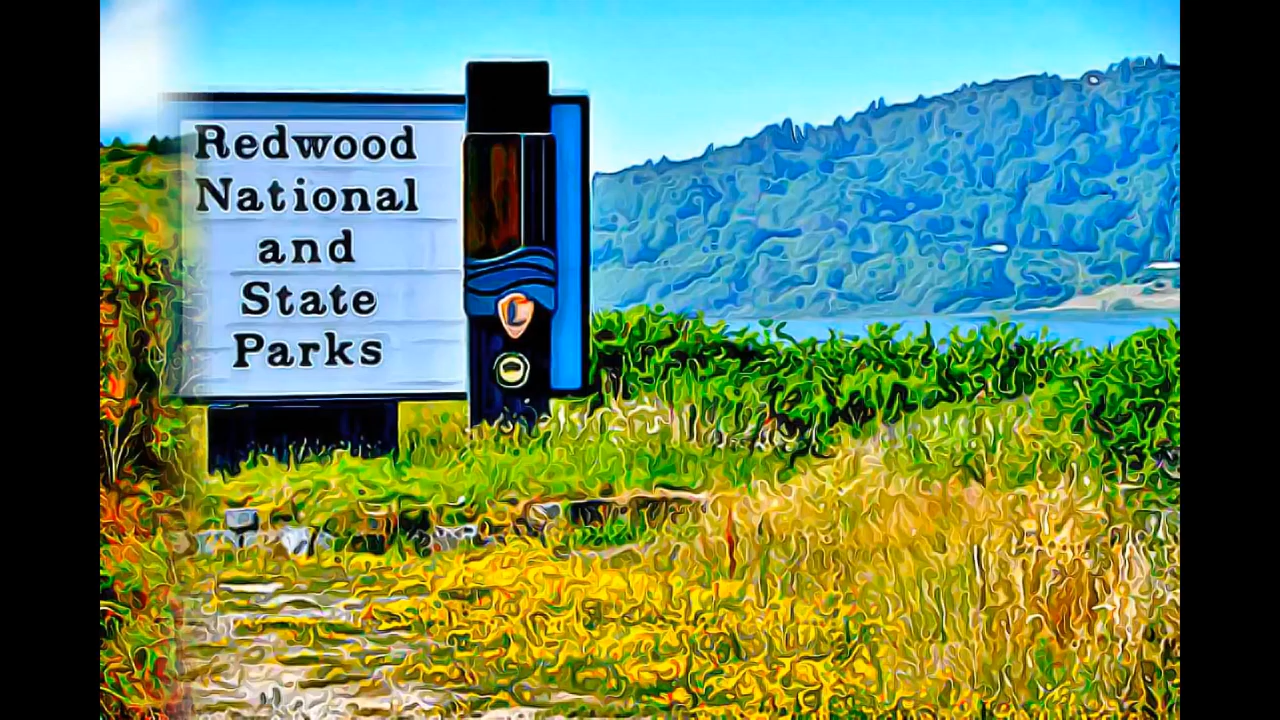 Redwood
National
and
State
Parks